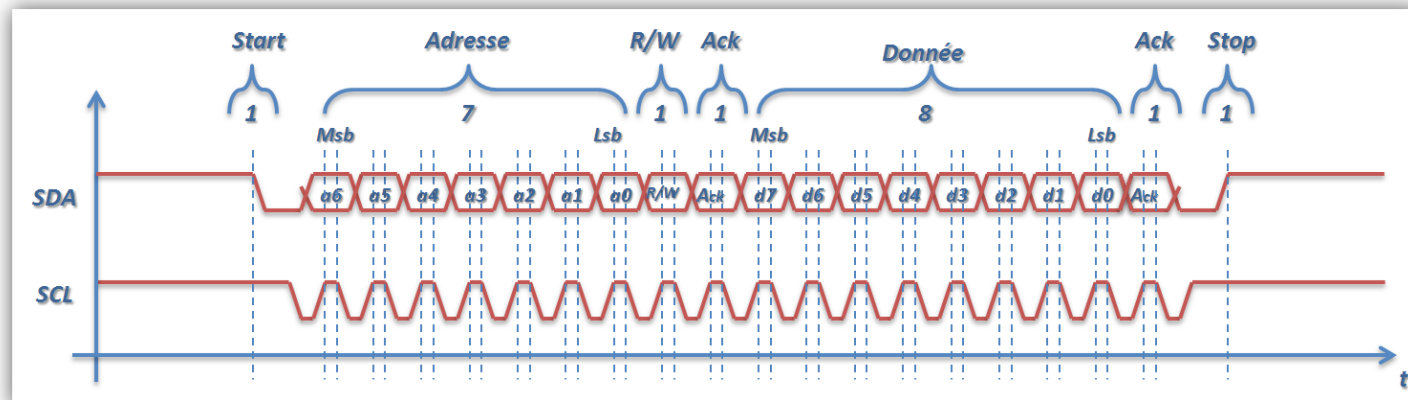 Start Adresse R/W Ack Donnée Ack Stop
1 7 1 1 8 1 1
Msb Lsb Msb Lsb
SDA a6 a5 a4 a3 a2 a1 a0 R/W Ack d7 d6 d5 d4 d3 d2 d1 d0 Ack
SCL
t